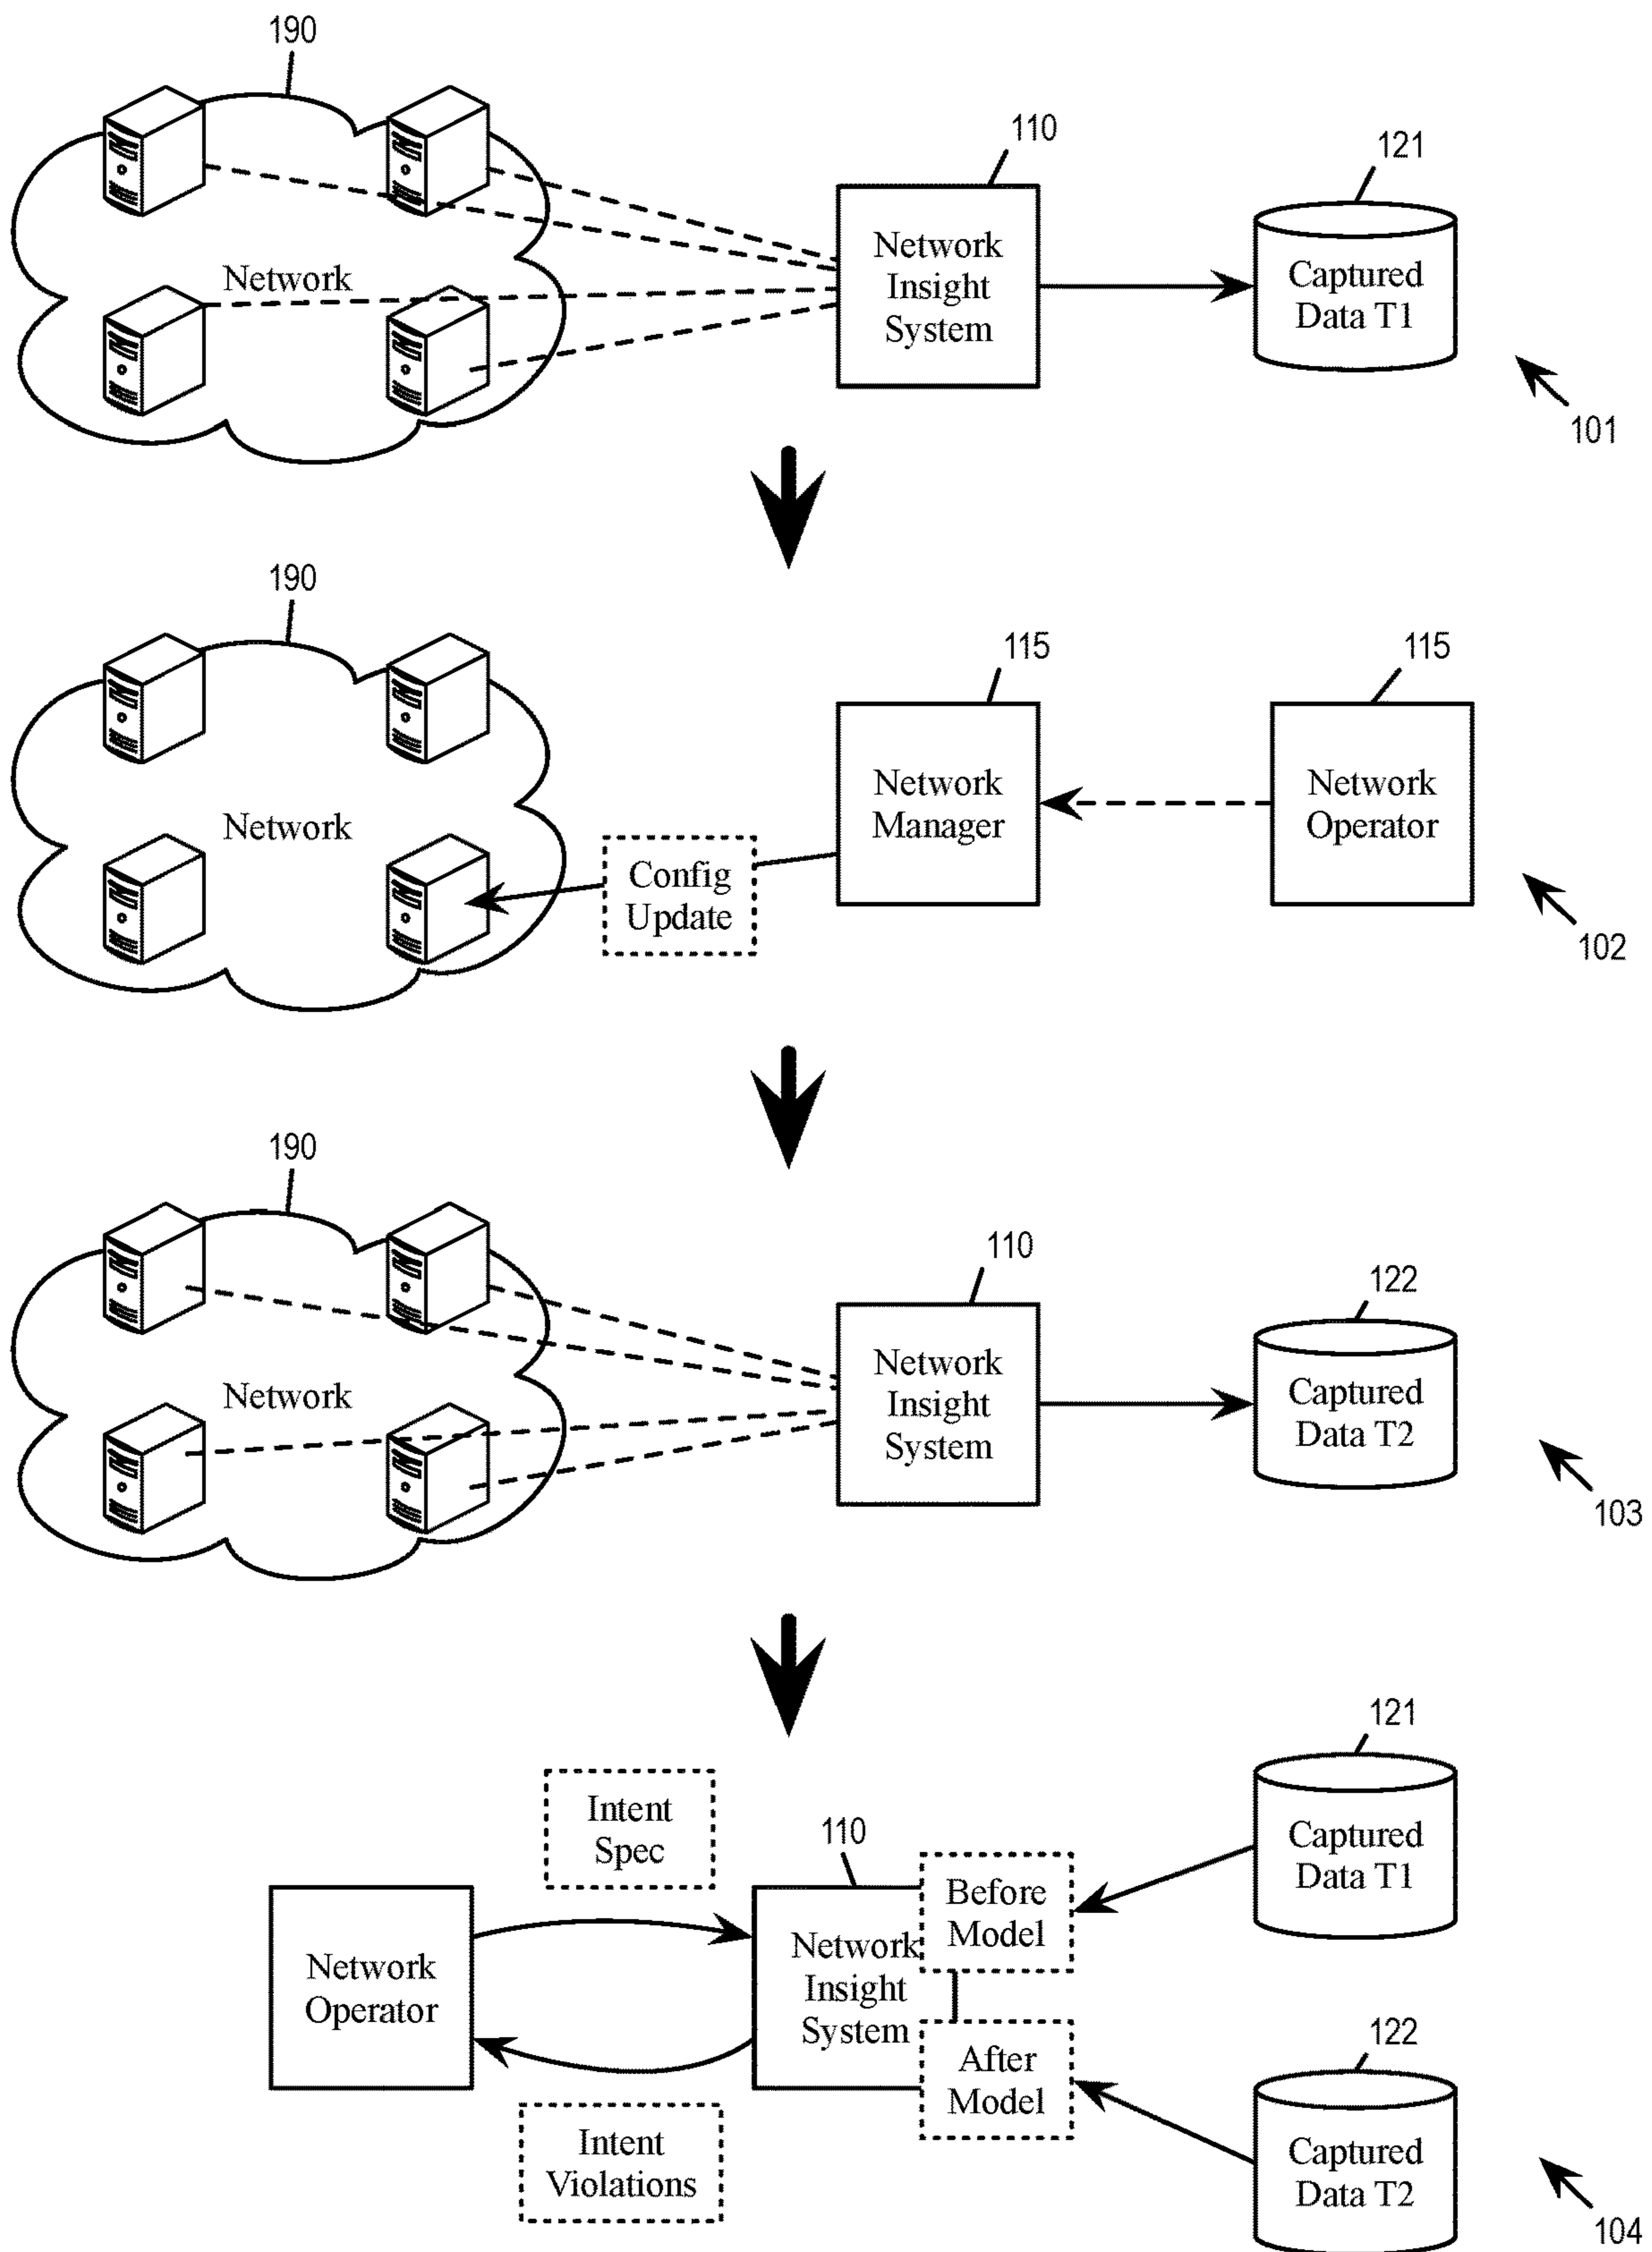 190
110
121
Network
Network
Insight
System
Captured
Data T1
101
190
115
115
Network
Network
Manager
Network
Operator
Config
Update
102
190
110
122
Network
Network
Insight
System
Captured
Data T2
103
121
Intent
Spec
110
Captured
Data T1
Before
Model
Network
Insight
System
Network
Operator
122
After
Model
Intent
Violations
Captured
Data T2
104